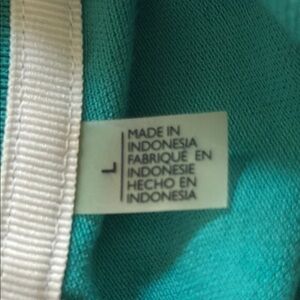 L
MADE IN
INDONESIA
FABRIQUÉ EN
INDONESIE
HECHO EN
INDONESIA